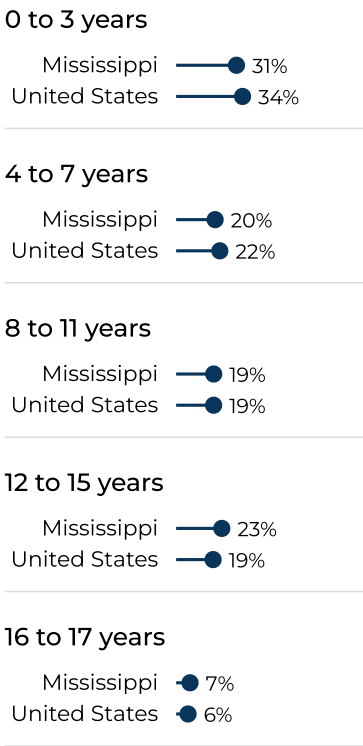 0 to 3 years
Mississippi 31%
United States 34%
4 to 7 years
Mississippi 20%
United States 22%
8 to 11 years
Mississippi 19%
United States 19%
12 to 15 years
Mississippi 23%
United States 19%
16 to 17 years
Mississippi 7%
United States 6%